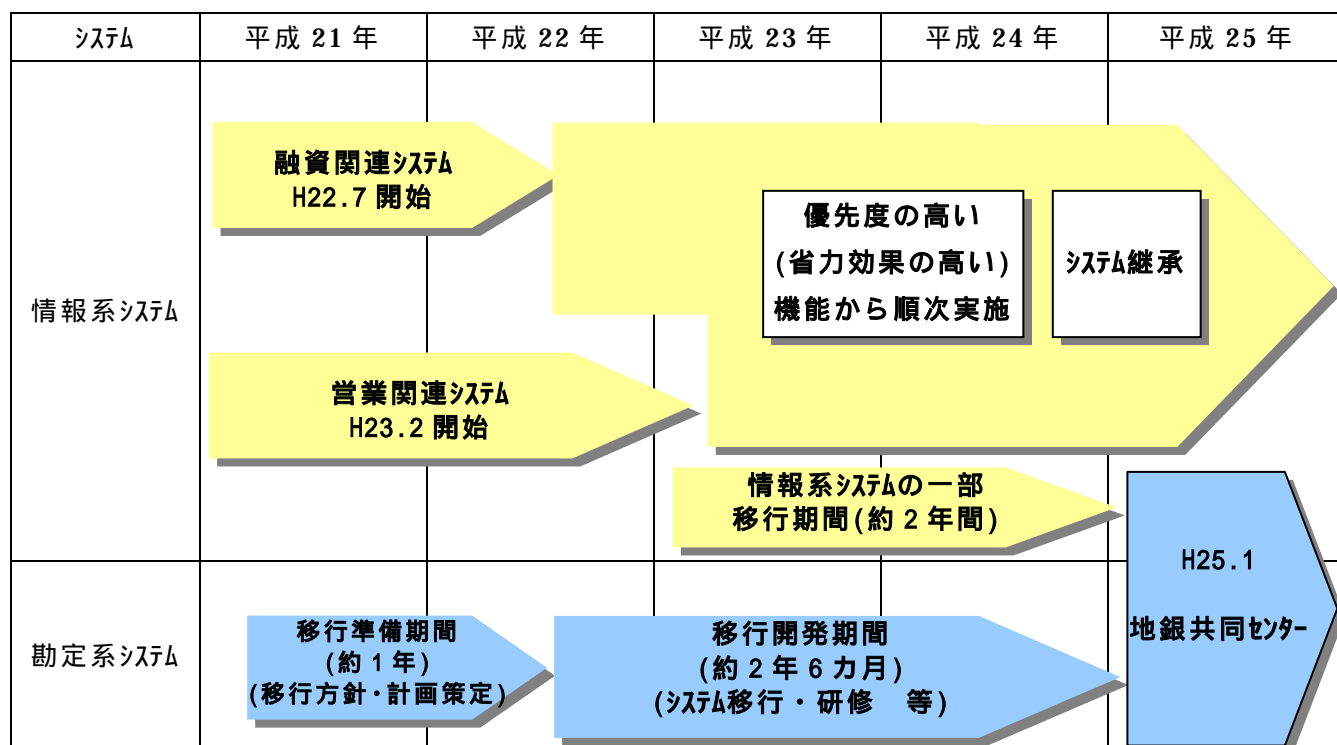 ｼｽﾃﾑ
平成 21 年
平成 22 年
平成 23 年
平成 24 年
平成 25 年
情報系ｼｽﾃﾑ
融資関連ｼｽﾃﾑ
H22.7 開始
優先度の高い
(省力効果の高い)
機能から順次実施
ｼｽﾃﾑ継承
営業関連ｼｽﾃﾑ
H23.2 開始
情報系ｼｽﾃﾑの一部
移行期間(約 2 年間)
勘定系ｼｽﾃﾑ
移行準備期間
(約 1 年)
(移行方針・計画策定)
移行開発期間
(約 2 年 6 カ月)
(ｼｽﾃﾑ移行・研修　等)
H25.1
地銀共同ｾﾝﾀｰ